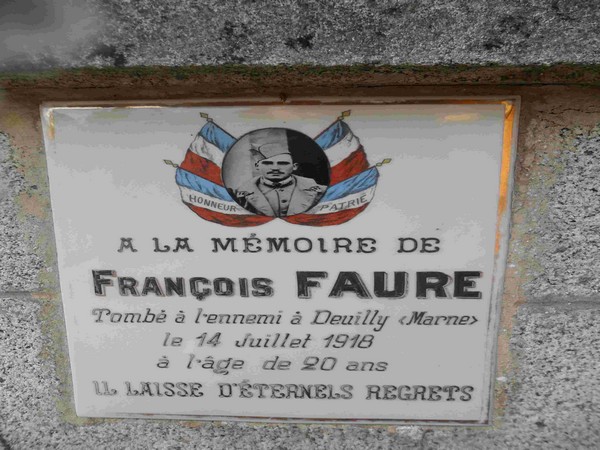 HONNEUR PATRIE
A LA MÉMOIRE DE
FRANÇOIS FAURE
Tombé à l'ennemi à Deuilly <Marne>
le 14 Juillet 1918
à l'âge de 20 ans
IL LAISSE D'ÉTERNELS REGRETS